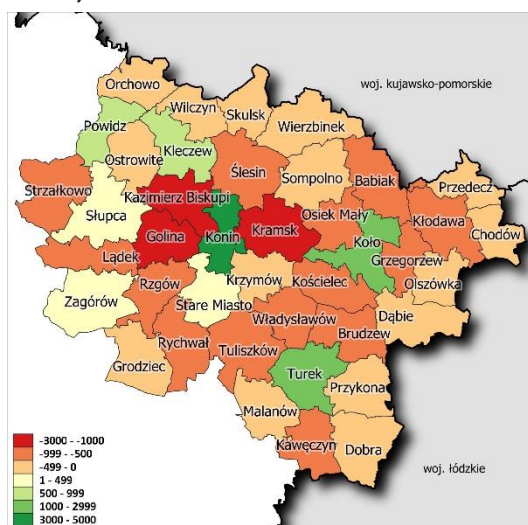 Orchowo
woj. kujawsko-pomorskie
Wilczyn
Skulsk
Powidz
Wierzbinek
Kleczew
Ostrowite
Ślesin
Sompolno
Babiak
Przedecz
Strzałkowo
Kazimierz Biskupi
Słupca
Osiek Mały
Kłodawa
Golina
Konin
Kramsk
Koło
Chodów
Lądek
Grzegorzew
Rzgów
Krzymów
Kościelec
Olszówka
Zagórów
Stare Miasto
Władysławów
Dąbie
Rychwał
Tuliszków
Brudzew
Grodziec
Turek
Przykona
Malanów
Kawęczyn
Dobra
woj. łódzkie
-3000 - -1000
-999 - -500
-499 - 0
1 - 499
500 - 999
1000 - 2999
3000 - 5000